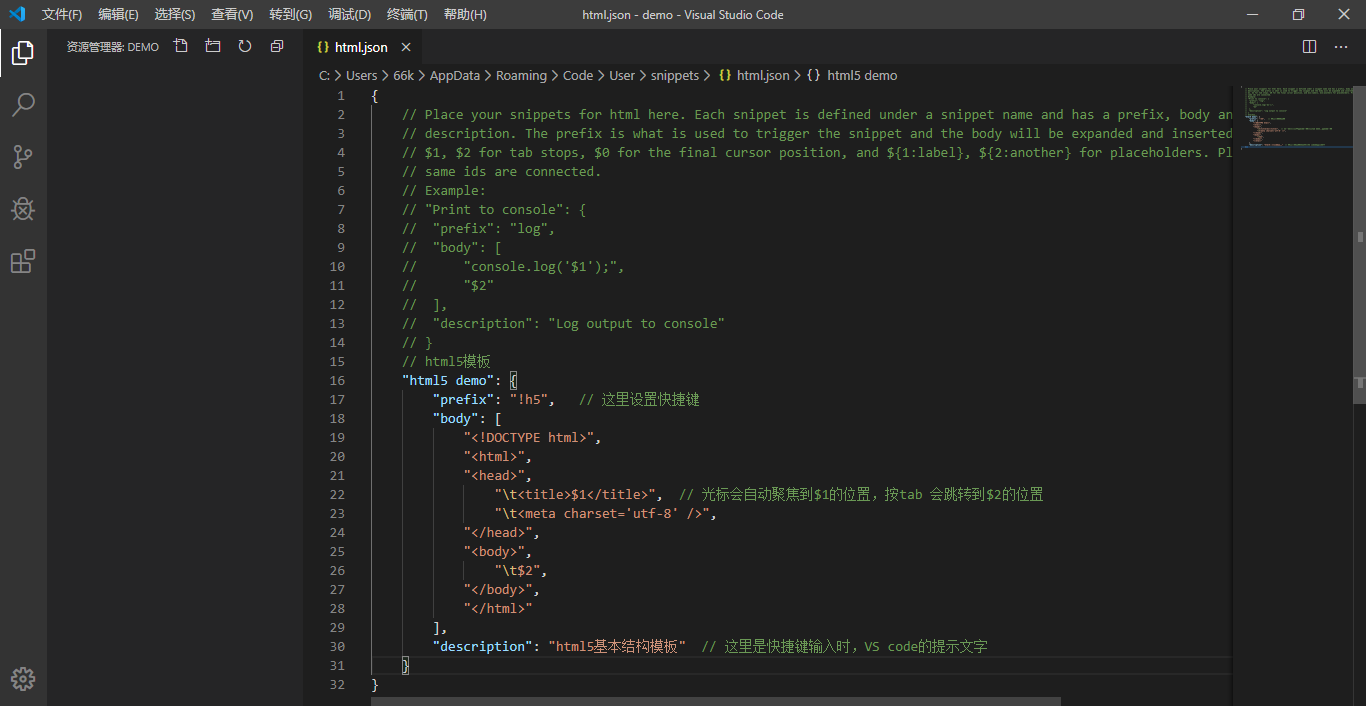 文件(F) 编辑(E) 选择(S) 查看(V) 转到(G) 调试(D) 终端(T) 帮助(H) html.json - demo - Visual Studio Code
资源管理器: DEMO
{} html.json
C: > Users > 66k > AppData > Roaming > Code > User > snippets > {} html.json > {} html5 demo
1 {
2 // Place your snippets for html here. Each snippet is defined under a snippet name and has a prefix, body an
3 // description. The prefix is what is used to trigger the snippet and the body will be expanded and inserted
4 // $1, $2 for tab stops, $0 for the final cursor position, and ${1:label}, ${2:another} for placeholders. Pl
5 // same ids are connected.
6 // Example:
7 // "Print to console": {
8 // "prefix": "log",
9 // "body": [
10 // "console.log('$1');",
11 // "$2"
12 // ],
13 // "description": "Log output to console"
14 // }
15 // html5模板
16 "html5 demo": {
17 "prefix": "!h5", // 这里设置快捷键
18 "body": [
19 "<!DOCTYPE html>",
20 "<html>",
21 "<head>",
22 "\t<title>$1</title>", // 光标会自动聚焦到$1的位置，按tab 会跳转到$2的位置
23 "\t<meta charset='utf-8' />",
24 "</head>",
25 "<body>",
26 "\t$2",
27 "</body>",
28 "</html>"
29 ],
30 "description": "html5基本结构模板" // 这里是快捷键输入时，VS code的提示文字
31 }
32 }